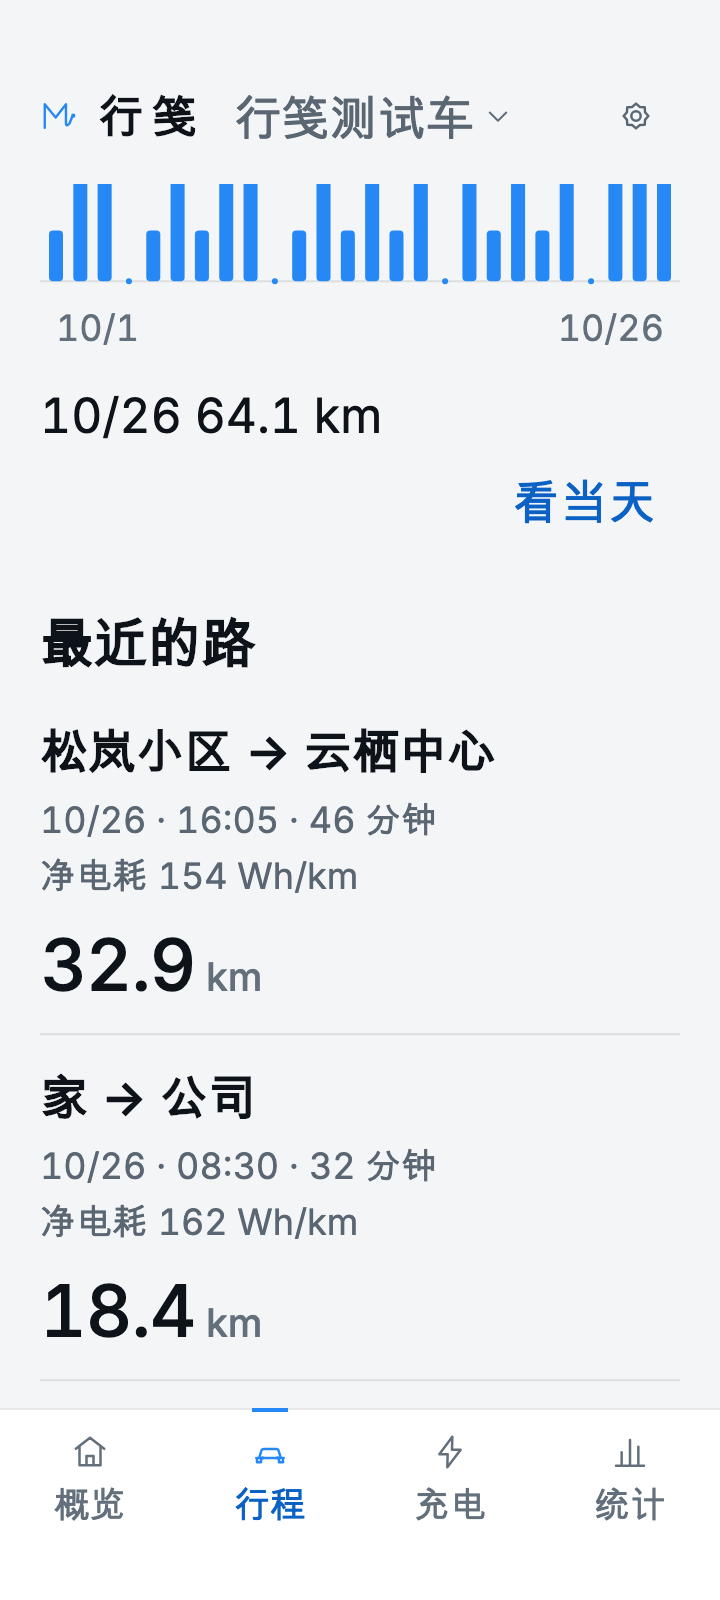 行笺 行笺测试车
10/1 10/26
10/26 64.1 km
看当天
最近的路
松岚小区 → 云栖中心
10/26 · 16:05 · 46 分钟
净电耗 154 Wh/km
32.9 km
家 → 公司
10/26 · 08:30 · 32 分钟
净电耗 162 Wh/km
18.4 km
概览 行程 充电 统计